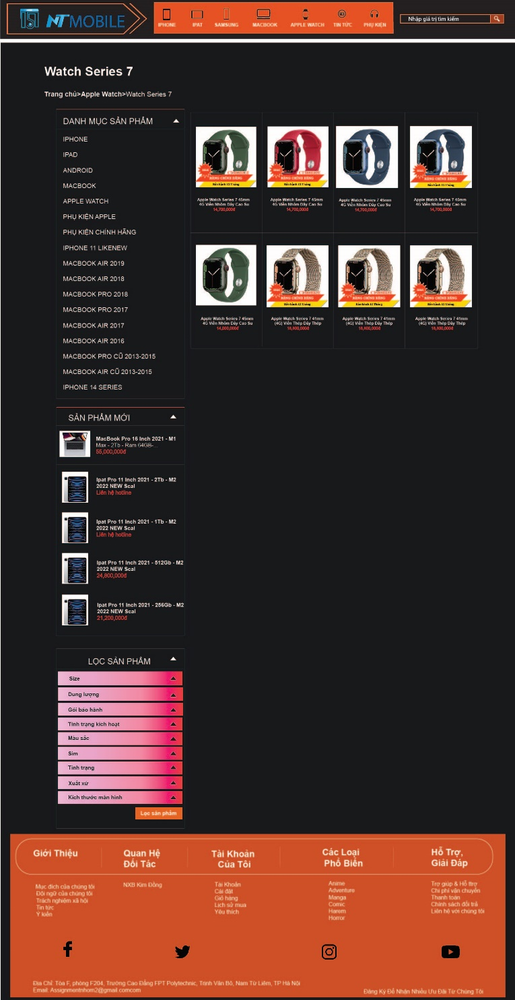 NT MOBILE
IPHONE IPAT SAMSUNG MACBOOK APPLE WATCH TIN TỨC PHỤ KIỆN
Nhập giá trị tìm kiếm
Watch Series 7
Trang chủ>Apple Watch>Watch Series 7
DANH MỤC SẢN PHẨM
IPHONE
IPAD
ANDROID
MACBOOK
APPLE WATCH
PHỤ KIỆN APPLE
PHỤ KIỆN CHÍNH HÃNG
IPHONE 11 LIKENEW
MACBOOK AIR 2019
MACBOOK AIR 2018
MACBOOK PRO 2018
MACBOOK PRO 2017
MACBOOK AIR 2017
MACBOOK AIR 2016
MACBOOK PRO CŨ 2013-2015
MACBOOK AIR CŨ 2013-2015
IPHONE 14 SERIES
HÀNG CHÍNH HÃNG
Bảo hành 12 Tháng
Apple Watch Series 7 45mm
4G Viền Nhôm Dây Cao Su
14,700,000đ
HÀNG CHÍNH HÃNG
Bảo hành 12 Tháng
Apple Watch Series 7 45mm
4G Viền Nhôm Dây Cao Su
14,700,000đ
Apple Watch Series 7 45mm
4G Viền Nhôm Dây Cao Su
14,700,000đ
HÀNG CHÍNH HÃNG
Bảo hành 12 Tháng
Apple Watch Series 7 45mm
4G Viền Nhôm Dây Cao Su
14,700,000đ
Apple Watch Series 7 45mm
4G Viền Nhôm Dây Cao Su
14,000,000đ
HÀNG CHÍNH HÃNG
Bảo hành 12 Tháng
Apple Watch Series 7 41mm
(4G) Viền Thép Dây Thép
HÀNG CHÍNH HÃNG
Bảo hành 12 Tháng
Apple Watch Series 7 41mm
(4G) Viền Thép Dây Thép
HÀNG CHÍNH HÃNG
Bảo hành 12 Tháng
Apple Watch Series 7 41mm
(4G) Viền Thép Dây Thép
SẢN PHẨM MỚI
MacBook Pro 16 Inch 2021 - M1
Max - 2Tb - Ram 64GB-...
55,000,000đ
Ipat Pro 11 Inch 2021 - 2Tb - M2
2022 NEW Scal
Liên hệ hotline
Ipat Pro 11 Inch 2021 - 1Tb - M2
2022 NEW Scal
Liên hệ hotline
Ipat Pro 11 Inch 2021 - 512Gb - M2
2022 NEW Scal
24,800,000đ
Ipat Pro 11 Inch 2021 - 256Gb - M2
2022 NEW Scal
21,200,000đ
LỌC SẢN PHẨM
Size
Dung lượng
Gói bảo hành
Tình trạng kích hoạt
Màu sắc
Sim
Tình trạng
Xuất xứ
Kích thước màn hình
Lọc sản phẩm
Giới Thiệu
Mục đích của chúng tôi
Đội ngũ của chúng tôi
Trách nghiệm xã hội
Tin tức
Ý kiến
Quan Hệ
Đối Tác
NXB Kim Đồng
Tài Khoản
Của Tôi
Tài Khoản
Cài đặt
Giỏ hàng
Lịch sử mua
Yêu thích
Các Loại
Phổ Biến
Anime
Adventure
Manga
Comic
Harem
Horror
Hỗ Trợ,
Giải Đáp
Trợ giúp & Hỗ ttrợ
Chi phí vận chuyển
Thanh toán
Chính sách đổi trả
Liên hệ với chúng tôi
Địa Chỉ: Tòa F, phòng F204, Trường Cao Đẳng FPT Polytechnic, Trịnh Văn Bô, Nam Từ Liêm, TP Hà Nội
Email: Assignmentnhom2@gmail.comcom
Đăng Ký Để Nhận Nhiều Ưu Đãi Từ Chúng Tôi